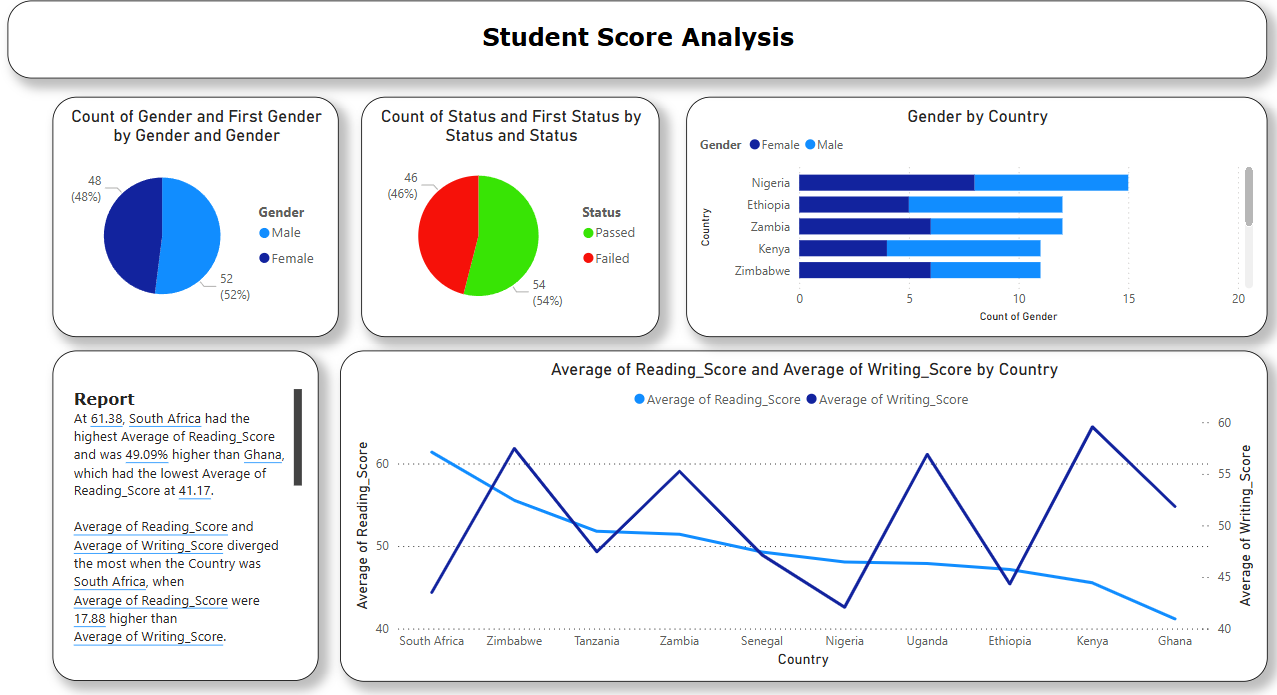 Student Score Analysis
Count of Gender and First Gender
by Gender and Gender
48
(48%)
52
(52%)
Gender
Male
Female
Count of Status and First Status by
Status and Status
46
(46%)
54
(54%)
Status
Passed
Failed
Gender by Country
Gender Female Male
Country
Nigeria
Ethiopia
Zambia
Kenya
Zimbabwe
0 5 10 15 20
Count of Gender
Report
At 61.38, South Africa had the
highest Average of Reading_Score
and was 49.09% higher than Ghana,
which had the lowest Average of
Reading_Score at 41.17.
Average of Reading_Score and
Average of Writing_Score diverged
the most when the Country was
South Africa, when
Average of Reading_Score were
17.88 higher than
Average of Writing_Score.
Average of Reading_Score and Average of Writing_Score by Country
Average of Reading_Score Average of Writing_Score
Average of Reading_Score
60
50
40
60
55
50
45
40
Average of Writing_Score
South Africa Zimbabwe Tanzania Zambia Senegal Nigeria Uganda Ethiopia Kenya Ghana
Country